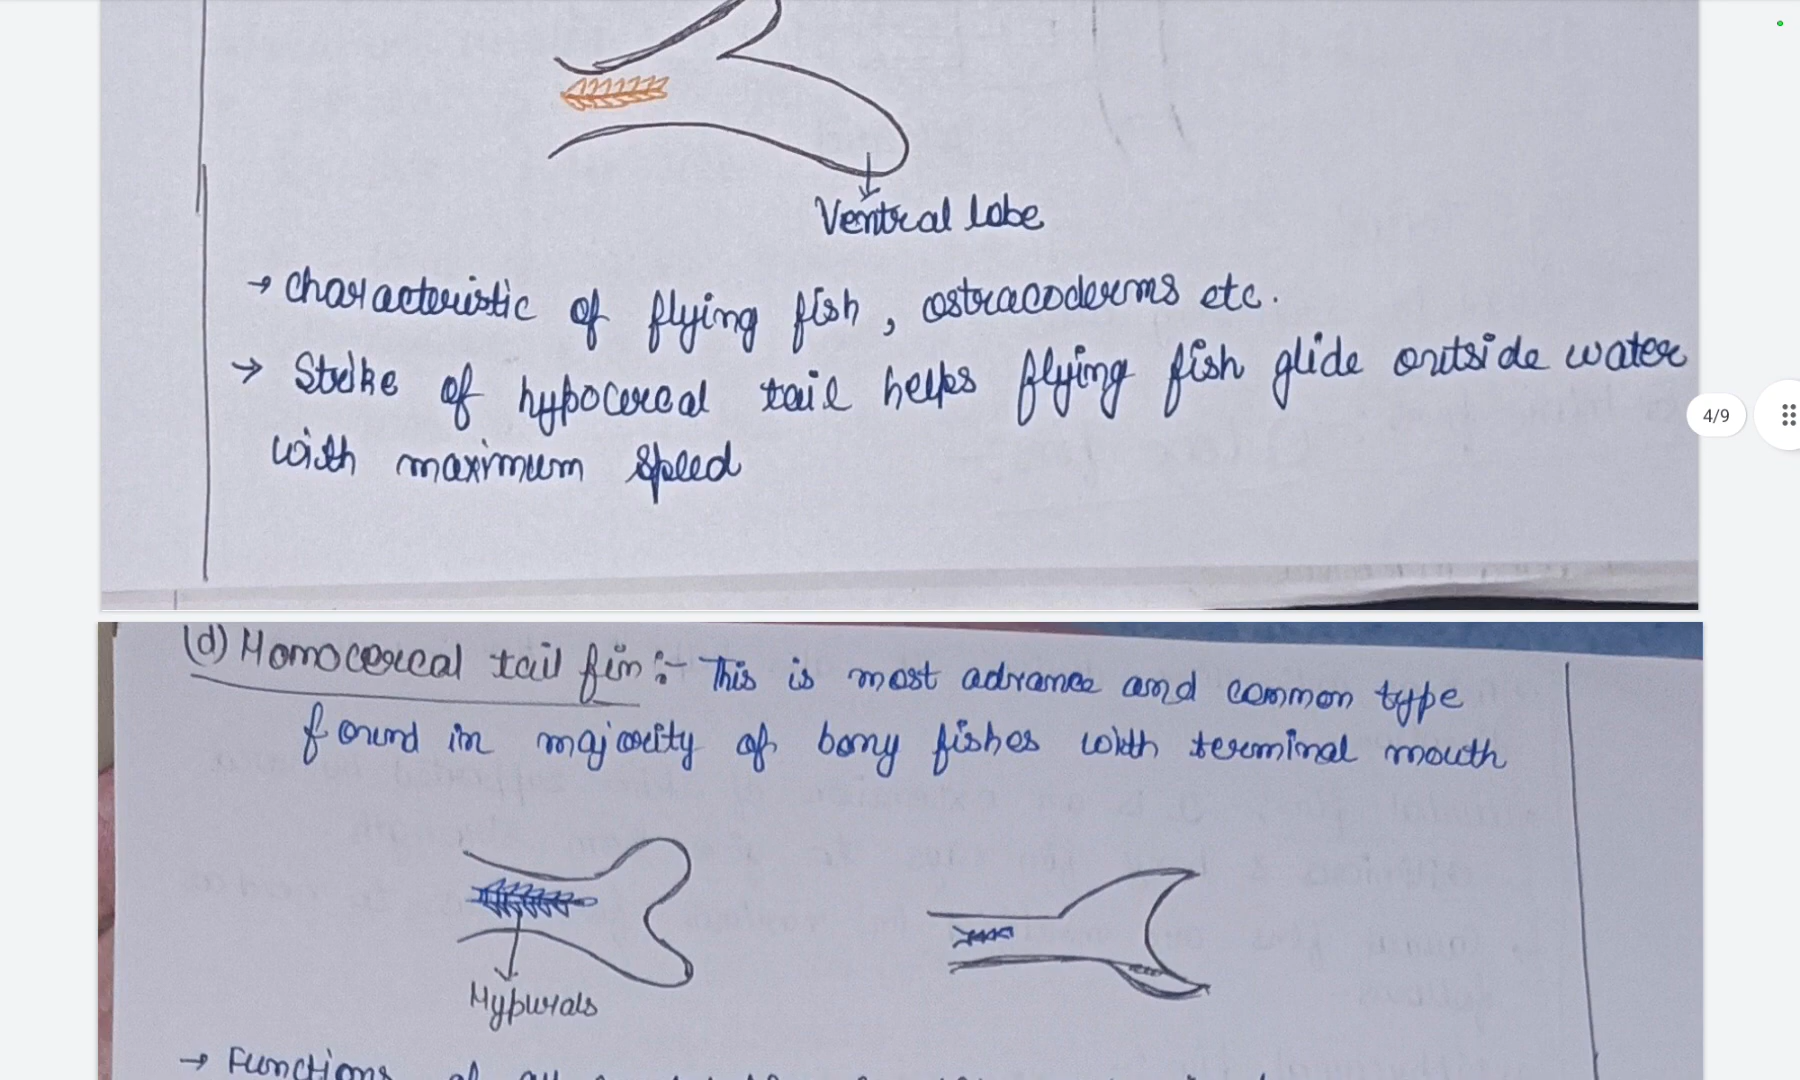 Ventral lobe
→ Characteristic of flying fish, ostracoderms etc.
→ Strike of hypocercal tail helps flying fish glide outside water
with maximum speed
4/9
(d) Homocercal tail fin :- This is most advance and common type
found in majority of bony fishes with terminal mouth
Hypurals
→ Functions of all